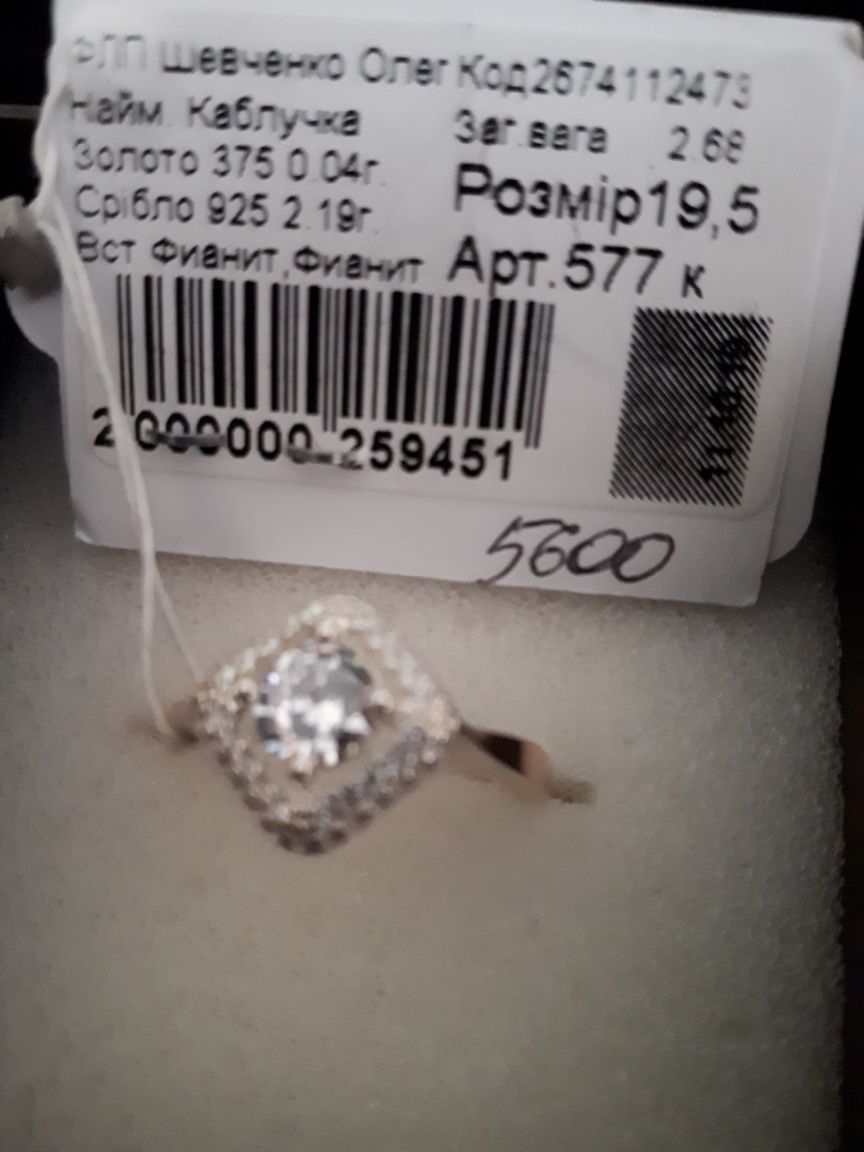 ФЛП Шевченко Олег Код2674112473
Найм. Каблучка Заг.вага 2.68
Золото 375 0.04г.
Срібло 925 2.19г. Розмір19,5
Вст Фианит,Фианит Арт.577 к
2000000-259451
5600